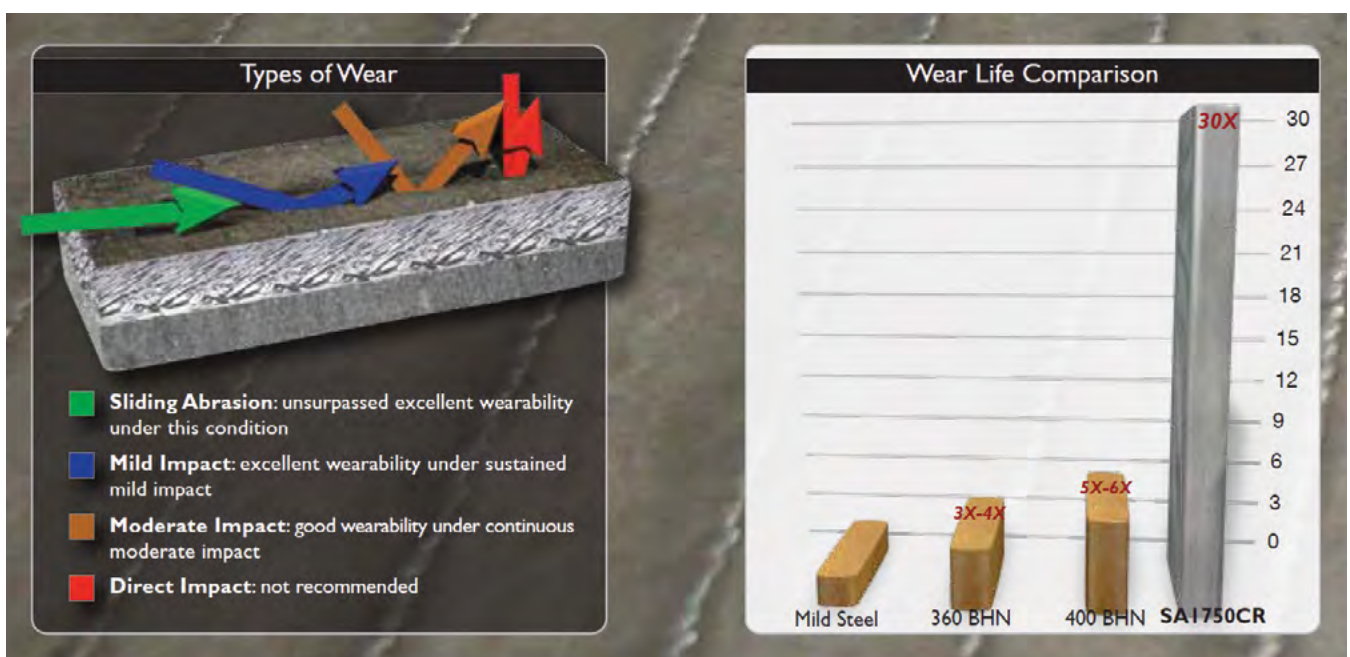 Types of Wear
Sliding Abrasion: unsurpassed excellent wearability
under this condition
Mild Impact: excellent wearability under sustained
mild impact
Moderate Impact: good wearability under continuous
moderate impact
Direct Impact: not recommended
Wear Life Comparison
30X
30
27
24
21
18
15
12
9
6
5X-6X
3
3X-4X
0
Mild Steel 360 BHN 400 BHN SA1750CR